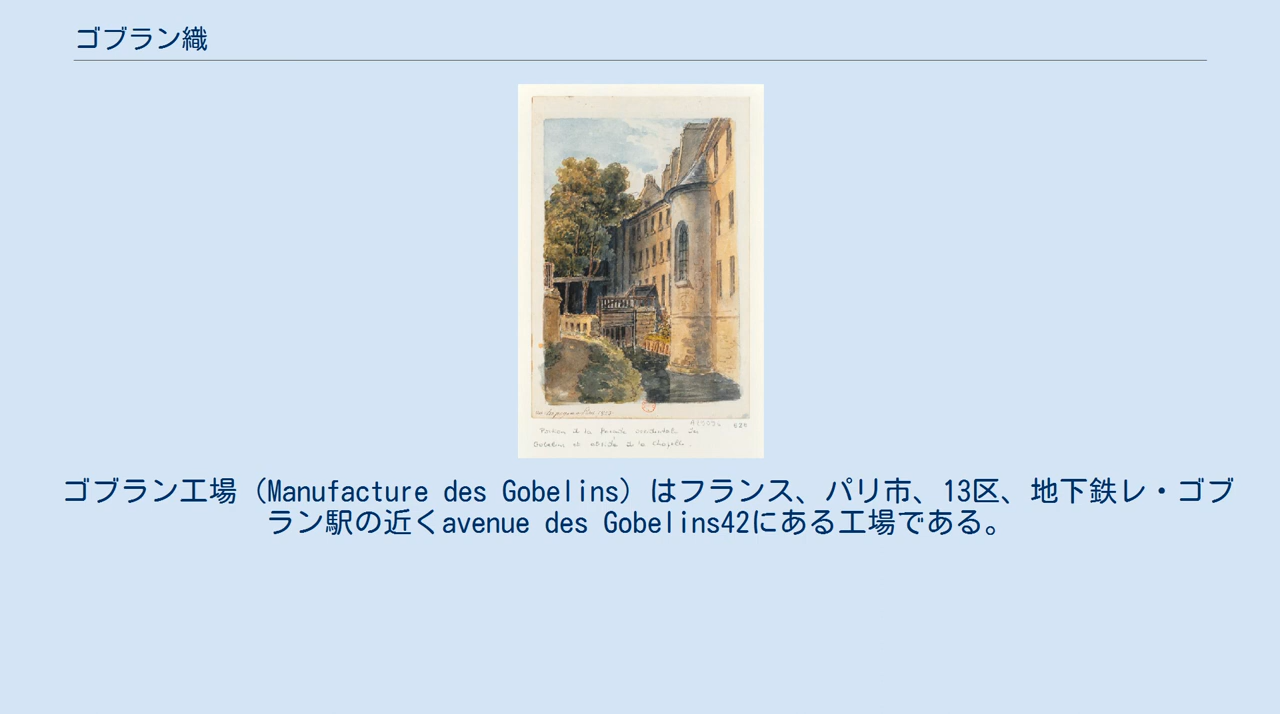 ゴブラン織
de la
ゴブラン工場（Manufacture des Gobelins）はフランス、パリ市、13区、地下鉄レ・ゴブ
ラン駅の近くavenue des Gobelins42にある工場である。